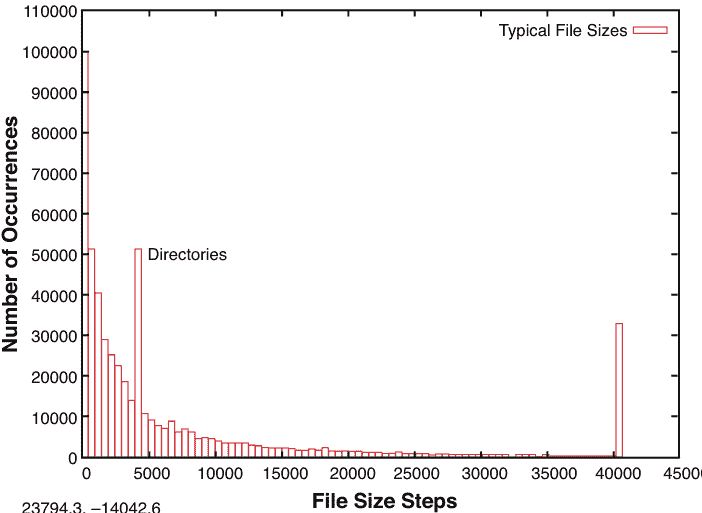 110000
100000
90000
80000
70000
60000
50000
40000
30000
20000
10000
0
Number of Occurrences
Typical File Sizes
Directories
0 5000 10000 15000 20000 25000 30000 35000 40000 45000
File Size Steps
23794.3, –14042.6